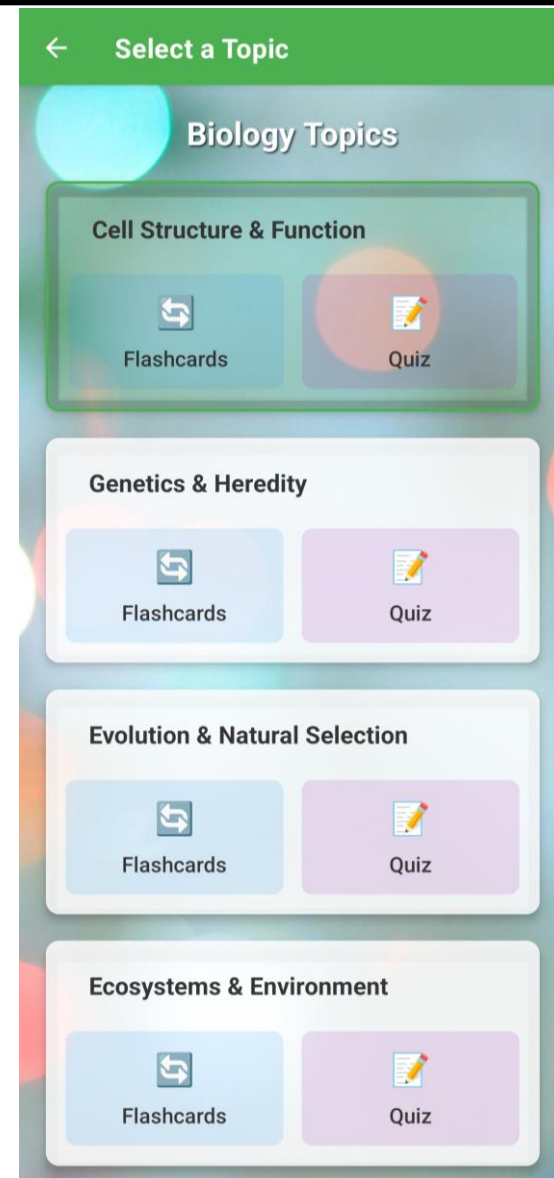 Select a Topic
Biology Topics
Cell Structure & Function
Flashcards Quiz
Genetics & Heredity
Flashcards Quiz
Evolution & Natural Selection
Flashcards Quiz
Ecosystems & Environment
Flashcards Quiz